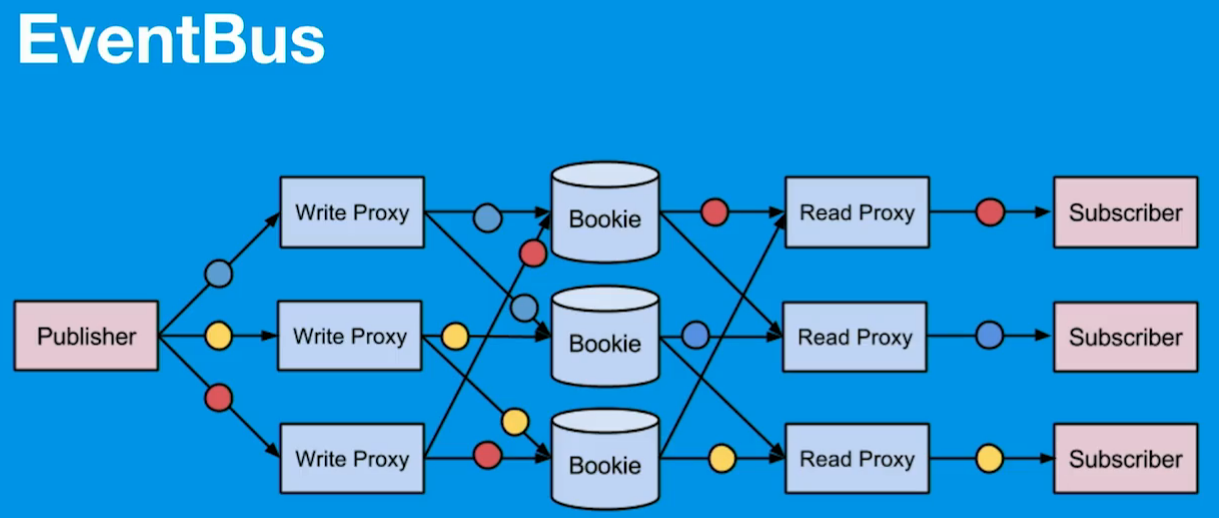 EventBus
Write Proxy
Bookie
Read Proxy
Subscriber
Publisher
Write Proxy
Bookie
Read Proxy
Subscriber
Write Proxy
Bookie
Read Proxy
Subscriber